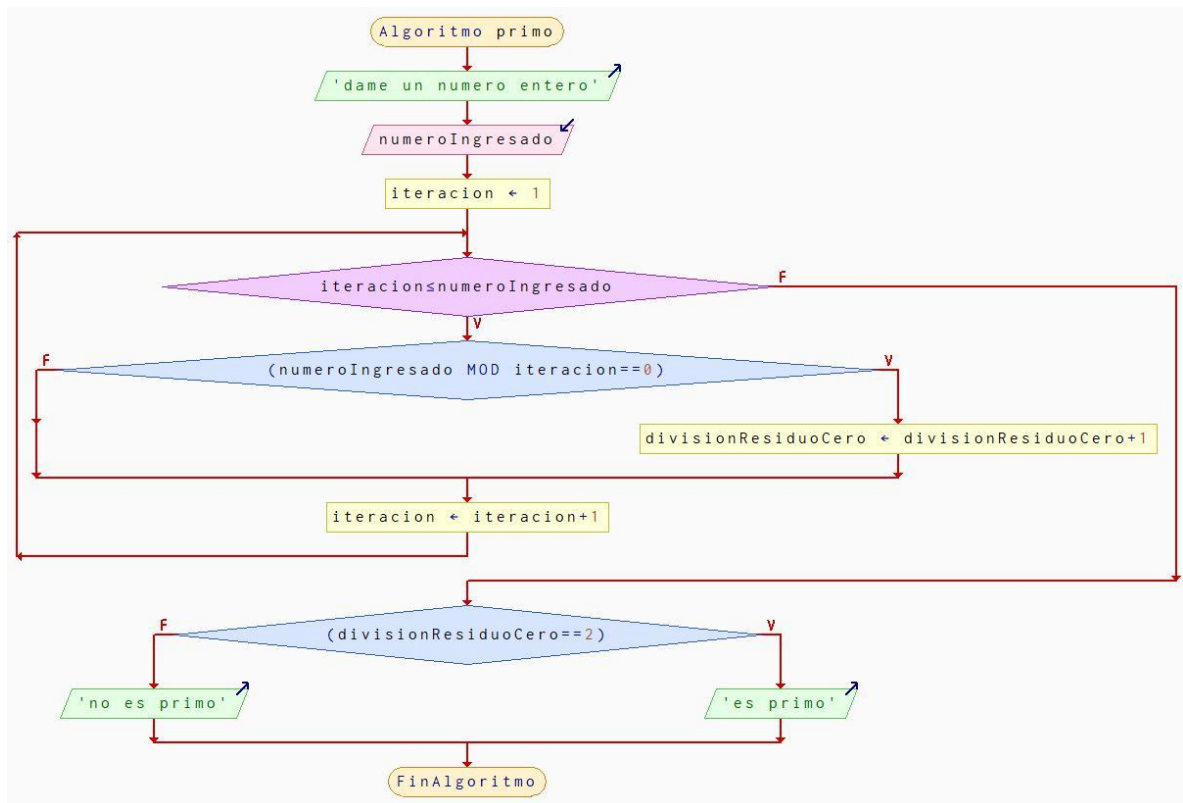 Algoritmo primo
'dame un numero entero'
numeroIngresado
iteracion ← 1
iteracion≤numeroIngresado
F
V
(numeroIngresado MOD iteracion==0)
F
V
divisionResiduoCero ← divisionResiduoCero+1
iteracion ← iteracion+1
(divisionResiduoCero==2)
F
V
'no es primo'
'es primo'
FinAlgoritmo